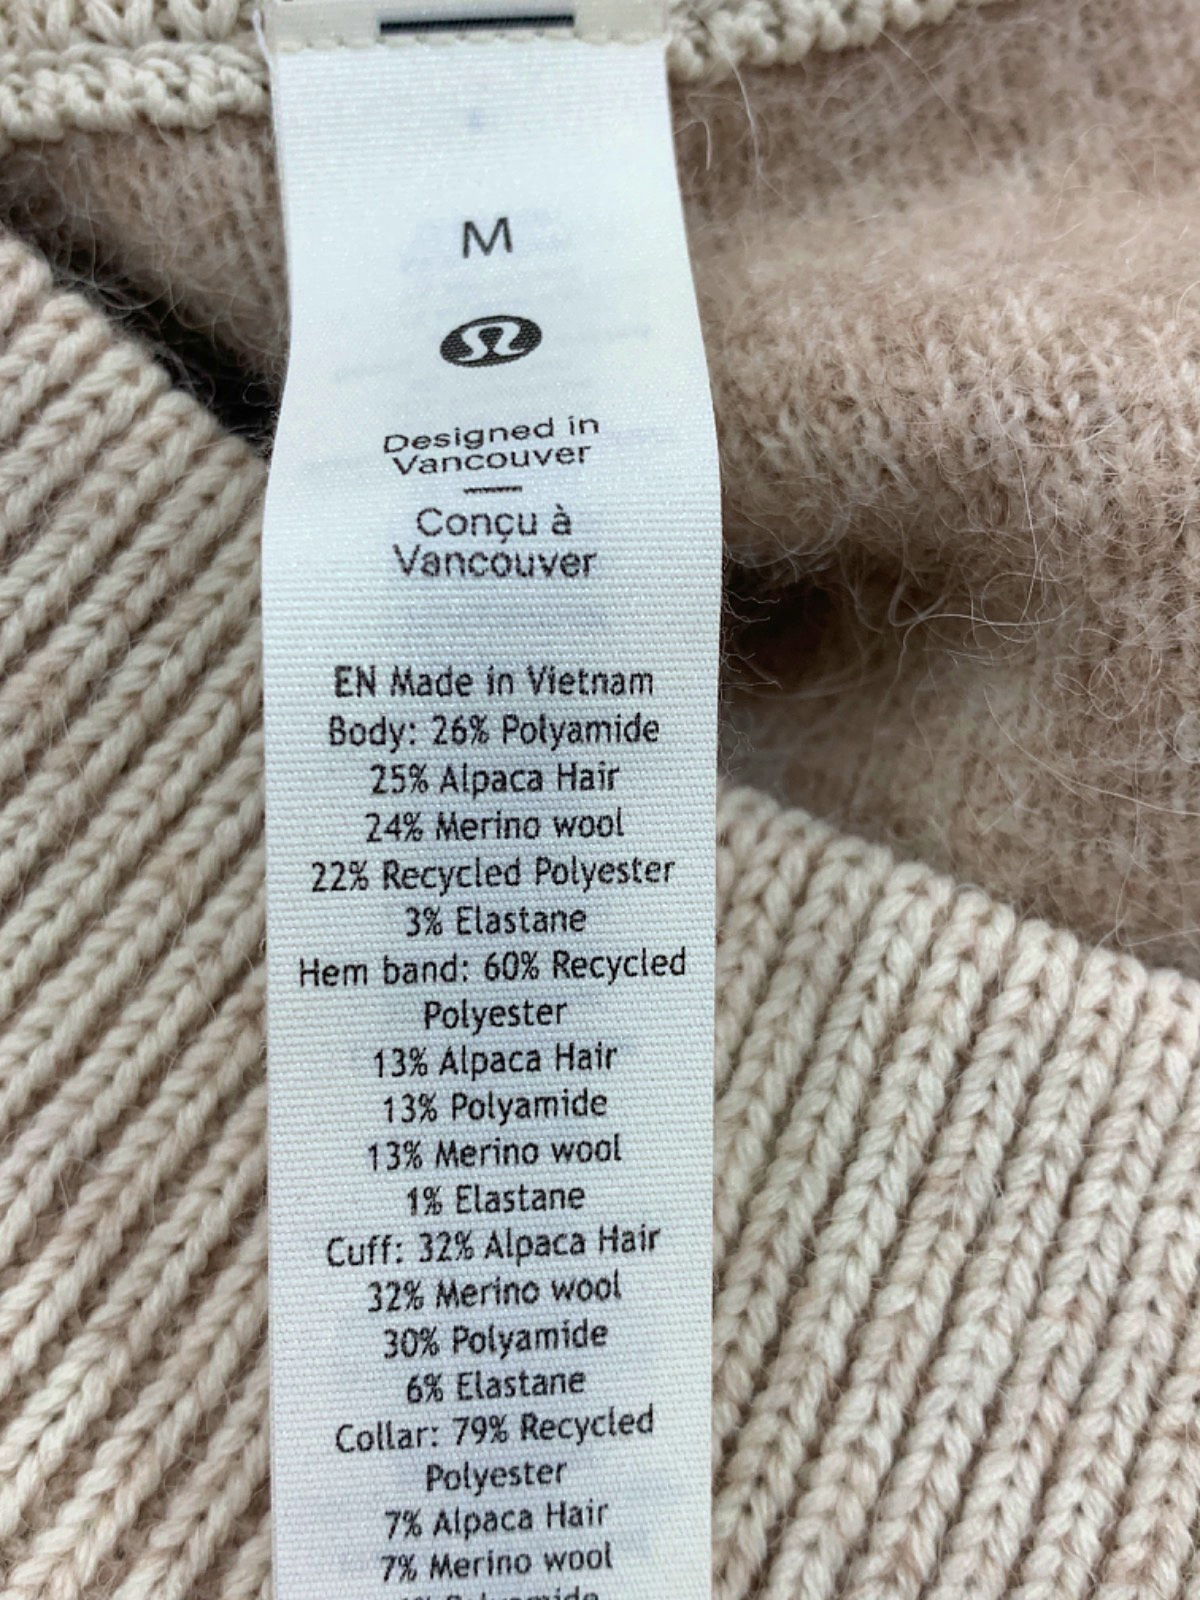 M
Designed in
Vancouver
Conçu à
Vancouver
EN Made in Vietnam
Body: 26% Polyamide
25% Alpaca Hair
24% Merino wool
22% Recycled Polyester
3% Elastane
Hem band: 60% Recycled
Polyester
13% Alpaca Hair
13% Polyamide
13% Merino wool
1% Elastane
Cuff: 32% Alpaca Hair
32% Merino wool
30% Polyamide
6% Elastane
Collar: 79% Recycled
Polyester
7% Alpaca Hair
7% Merino wool
Polyamide